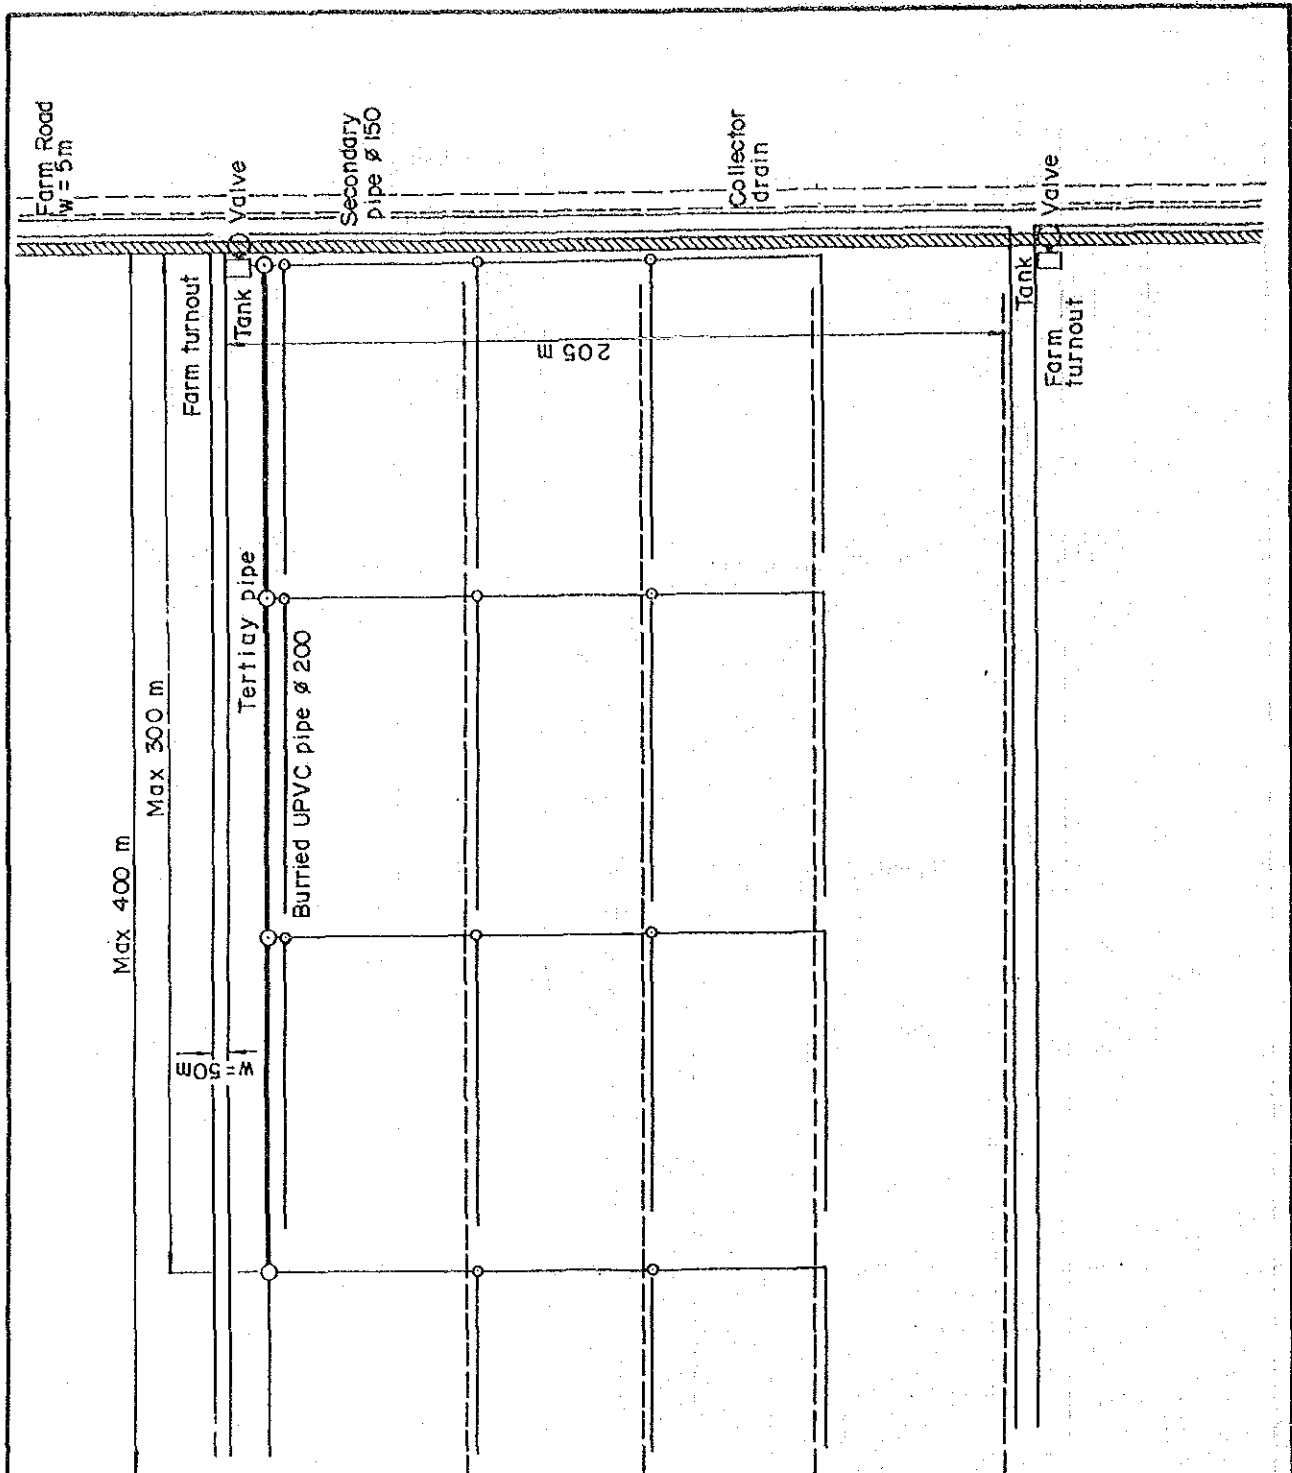 Farm Road
w = 5m
Valve
Secondary
pipe ø 150
Collector
drain
Valve
Farm turnout
Tank
Tank
Farm
turnout
205 m
Tertiay pipe
Burried UPVC pipe ø 200
Max 300 m
Max 400 m
w=50m